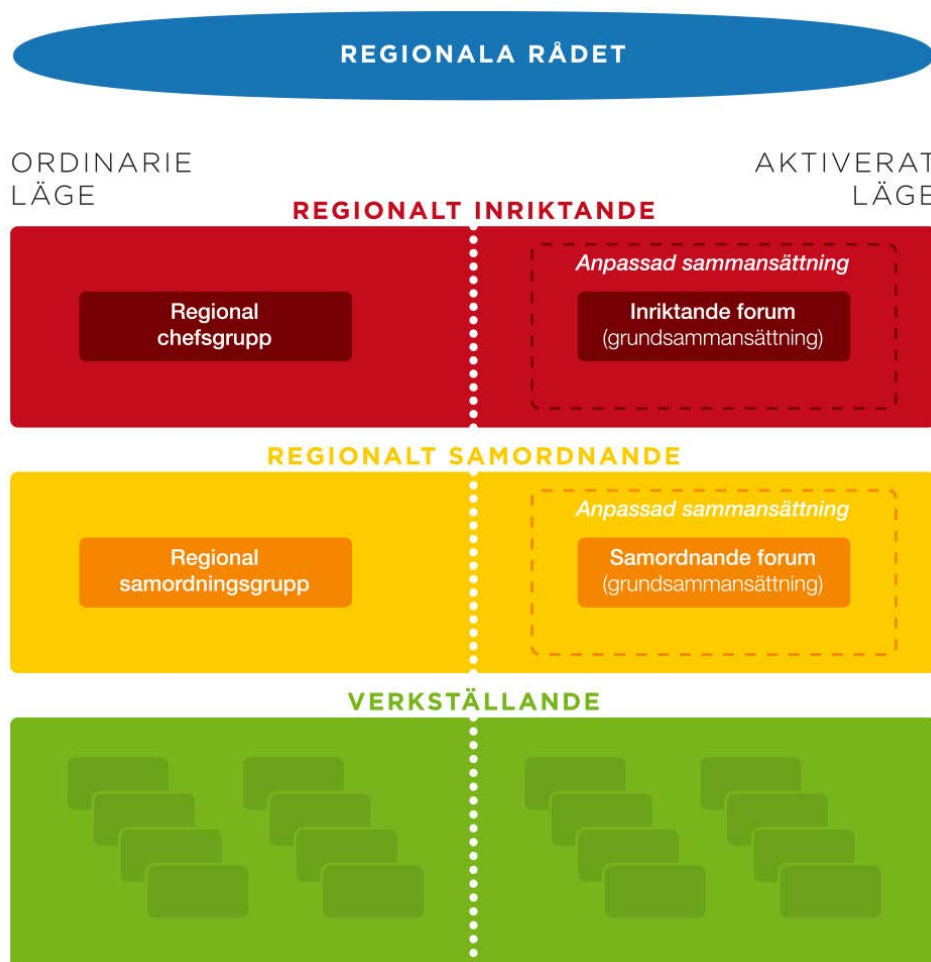 REGIONALA RÅDET
ORDINARIE
LÄGE
AKTIVERAT
LÄGE
REGIONALT INRIKTANDE
Regional
chefsgrupp
Anpassad sammansättning
Inriktande forum
(grundsammansättning)
REGIONALT SAMORDNANDE
Regional
samordningsgrupp
Anpassad sammansättning
Samordnande forum
(grundsammansättning)
VERKSTÄLLANDE